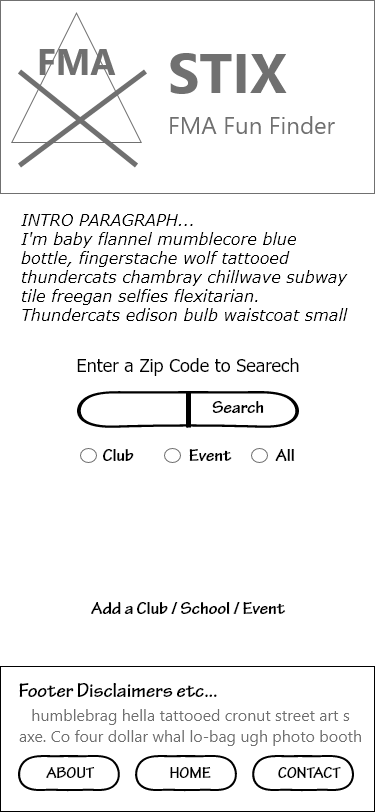 FMA
STIX
FMA Fun Finder
INTRO PARAGRAPH...
I'm baby flannel mumblecore blue
bottle, fingerstache wolf tattooed
thundercats chambray chillwave subway
tile freegan selfies flexitarian.
Thundercats edison bulb waistcoat small
Enter a Zip Code to Searech
Search
Club Event All
Add a Club / School / Event
Footer Disclaimers etc...
humblebrag hella tattooed cronut street art s
axe. Co four dollar whal lo-bag ugh photo booth
ABOUT HOME CONTACT